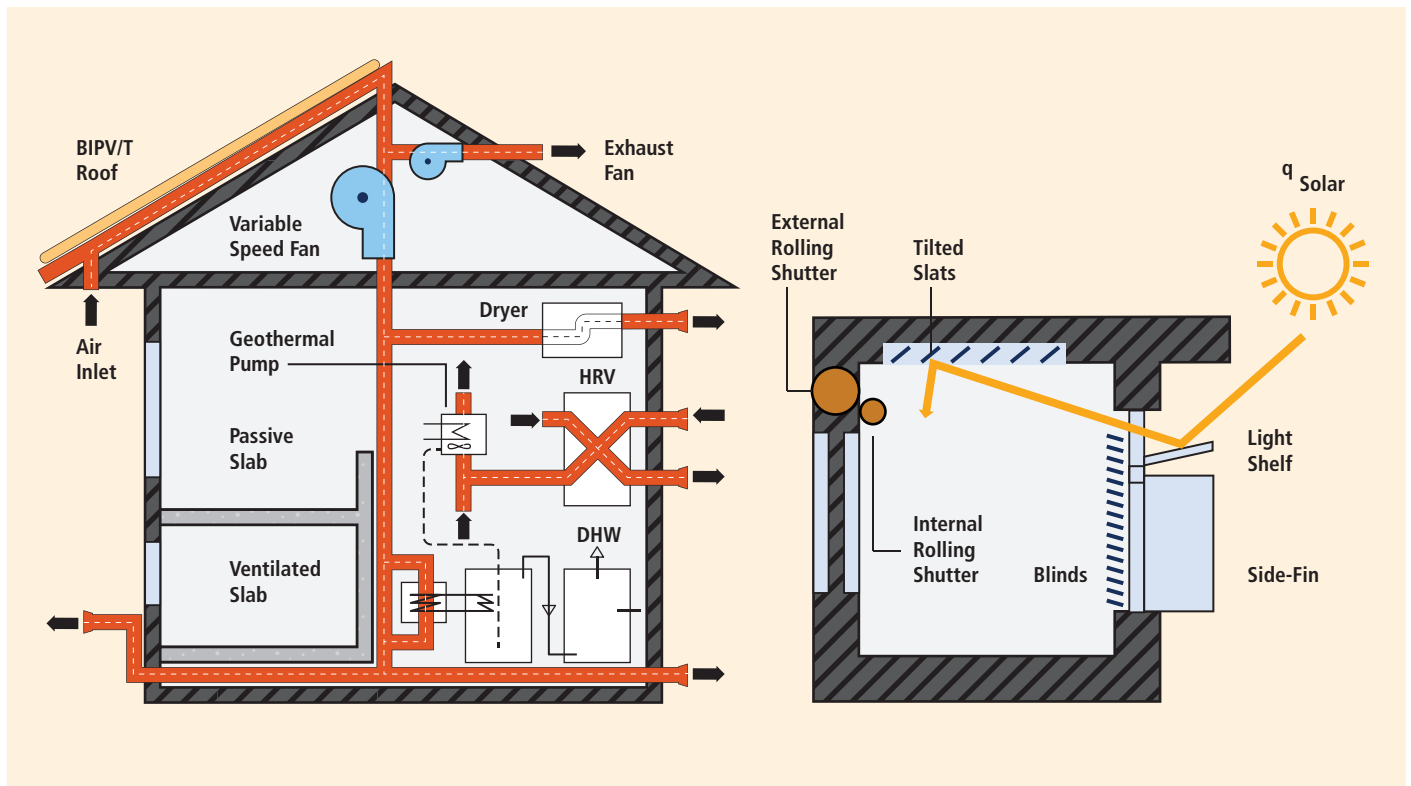 BIPV/T
Roof
Exhaust
Fan
Variable
Speed Fan
Air
Inlet
Dryer
Geothermal
Pump
HRV
Passive
Slab
DHW
Ventilated
Slab
q Solar
External
Rolling
Shutter
Tilted
Slats
Light
Shelf
Internal
Rolling
Shutter
Blinds
Side-Fin